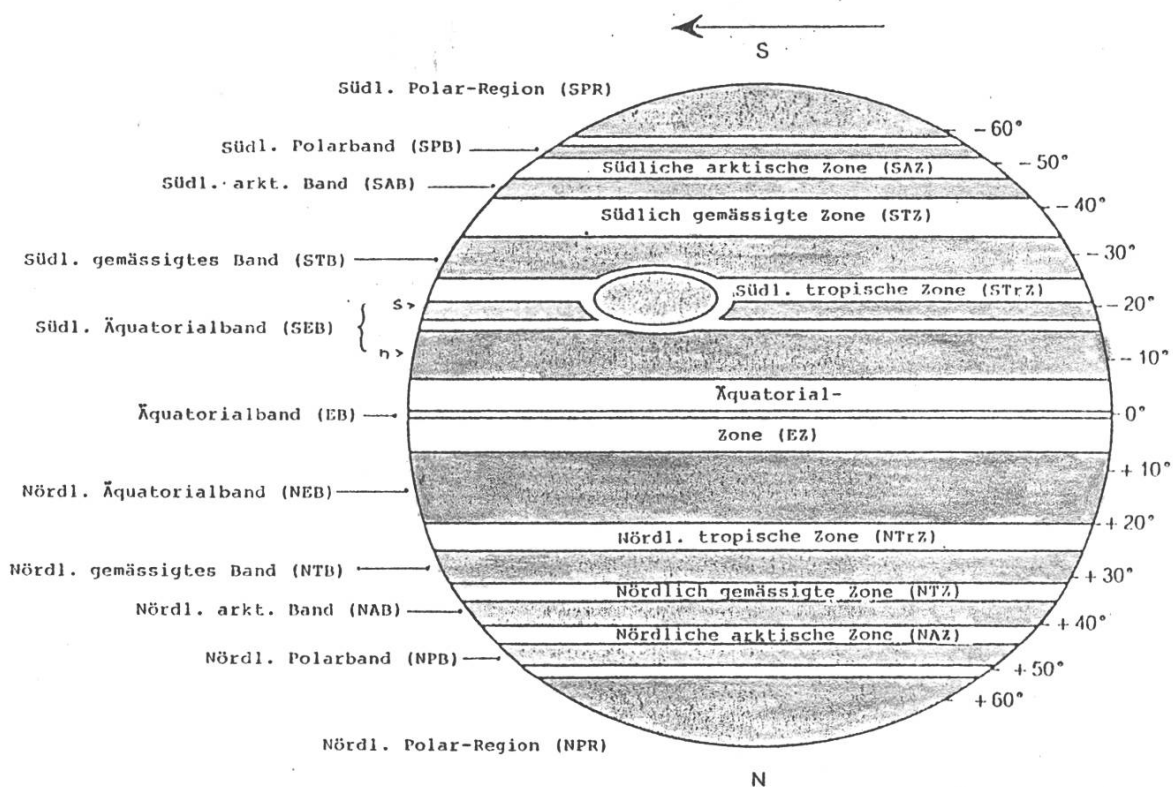 S
Südl. Polar-Region (SPR)
-60°
Südl. Polarband (SPB)
-50°
Südliche arktische Zone (SAZ)
Südl. arkt. Band (SAB)
-40°
Südlich gemässigte Zone (STZ)
-30°
Südl. gemässigtes Band (STB)
Südl. tropische Zone (STrZ)
s>
-20°
Südl. Äquatorialband (SEB)
n>
-10°
Äquatorial-
Äquatorialband (EB)
0°
Zone (EZ)
+10°
Nördl. Äquatorialband (NEB)
+20°
Nördl. tropische Zone (NTrZ)
Nördl. gemässigtes Band (NTB)
+30°
Nördlich gemässigte Zone (NTZ)
Nördl. arkt. Band (NAB)
+40°
Nördliche arktische Zone (NAZ)
Nördl. Polarband (NPB)
+50°
+60°
Nördl. Polar-Region (NPR)
N